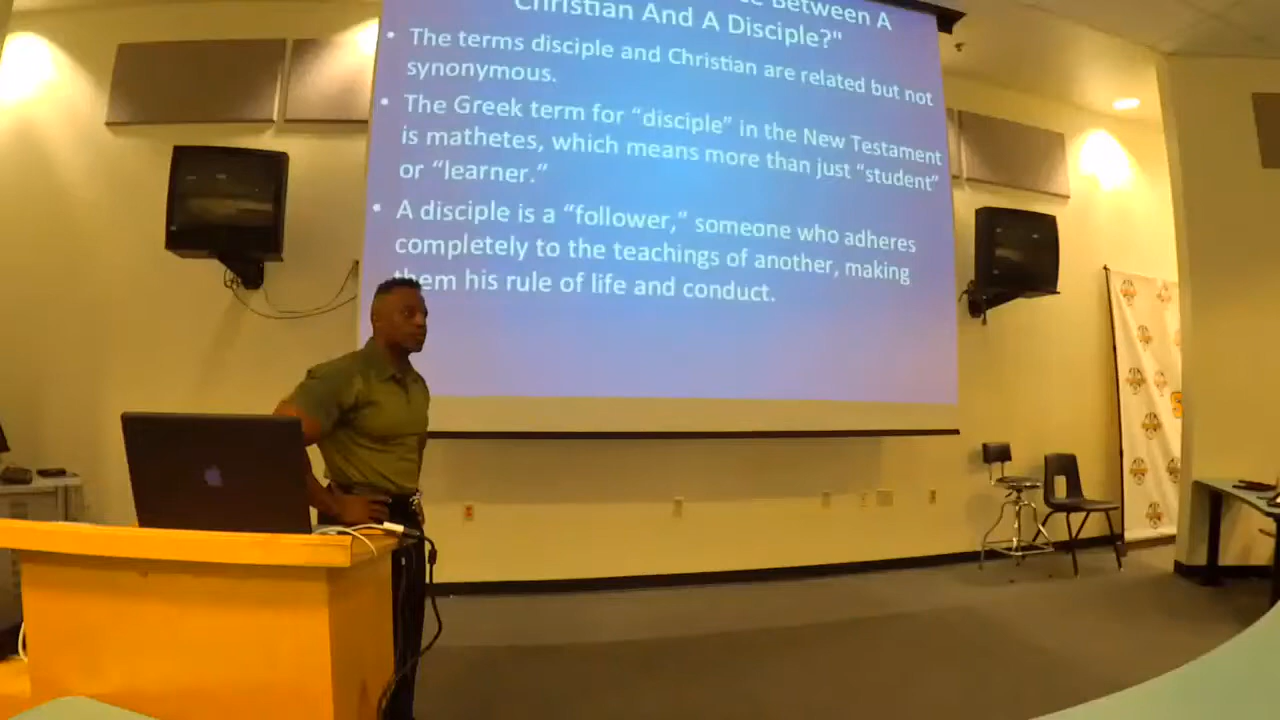 Between A
Christian And A Disciple?"
• The terms disciple and Christian are related but not
synonymous.
• The Greek term for “disciple” in the New Testament
is mathetes, which means more than just “student”
or “learner.”
• A disciple is a “follower,” someone who adheres
completely to the teachings of another, making
them his rule of life and conduct.